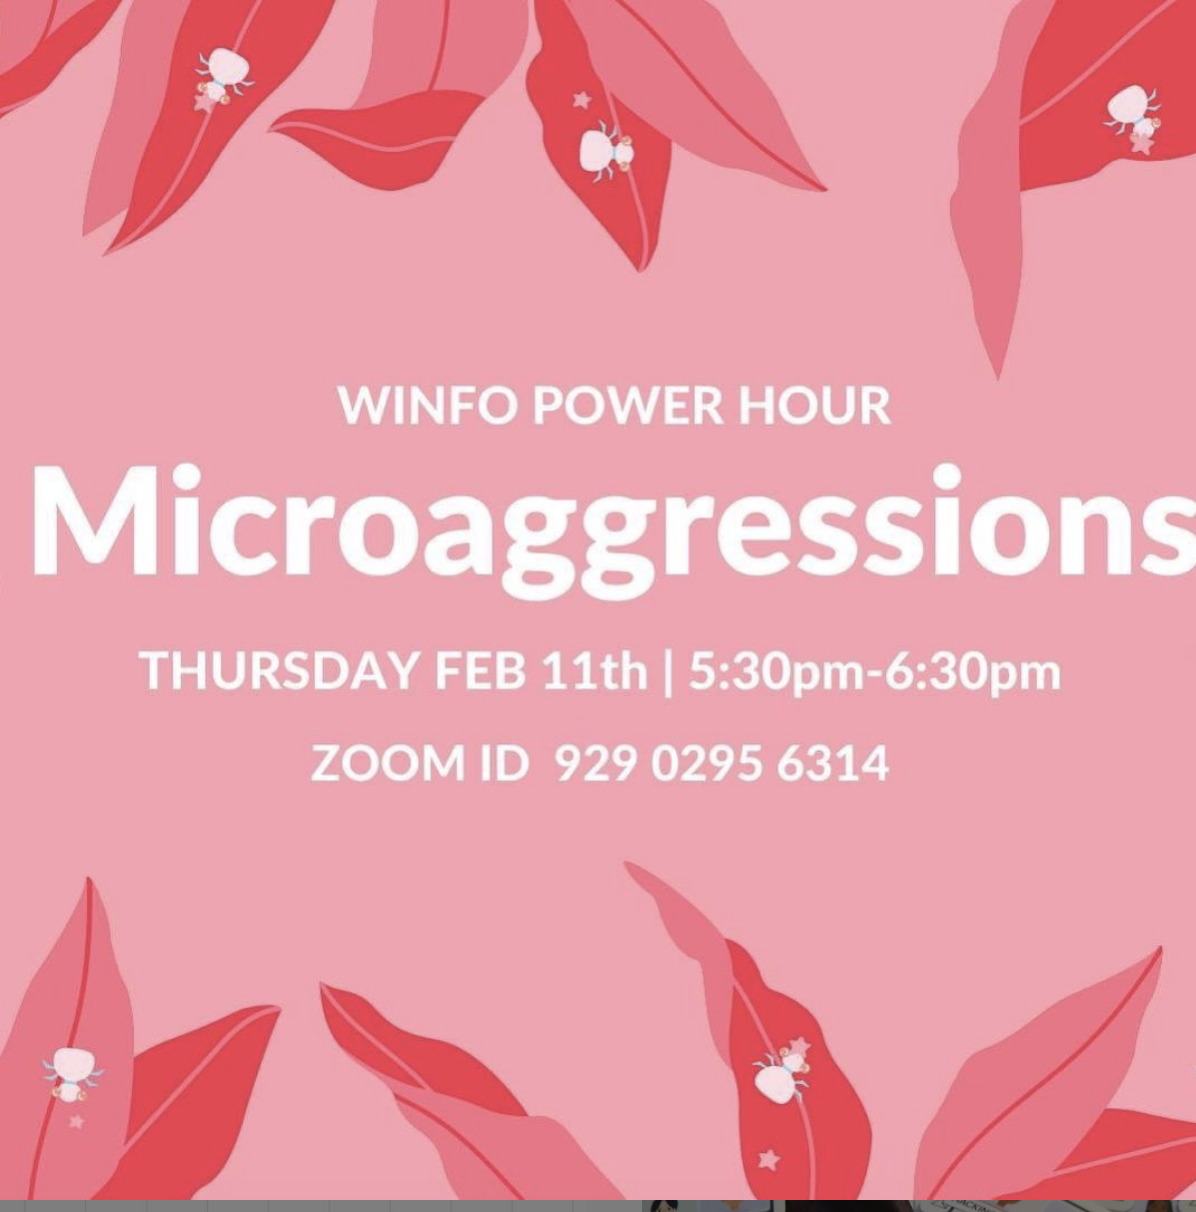 WINFO POWER HOUR
Microaggressions
THURSDAY FEB 11th | 5:30pm-6:30pm
ZOOM ID 929 0295 6314